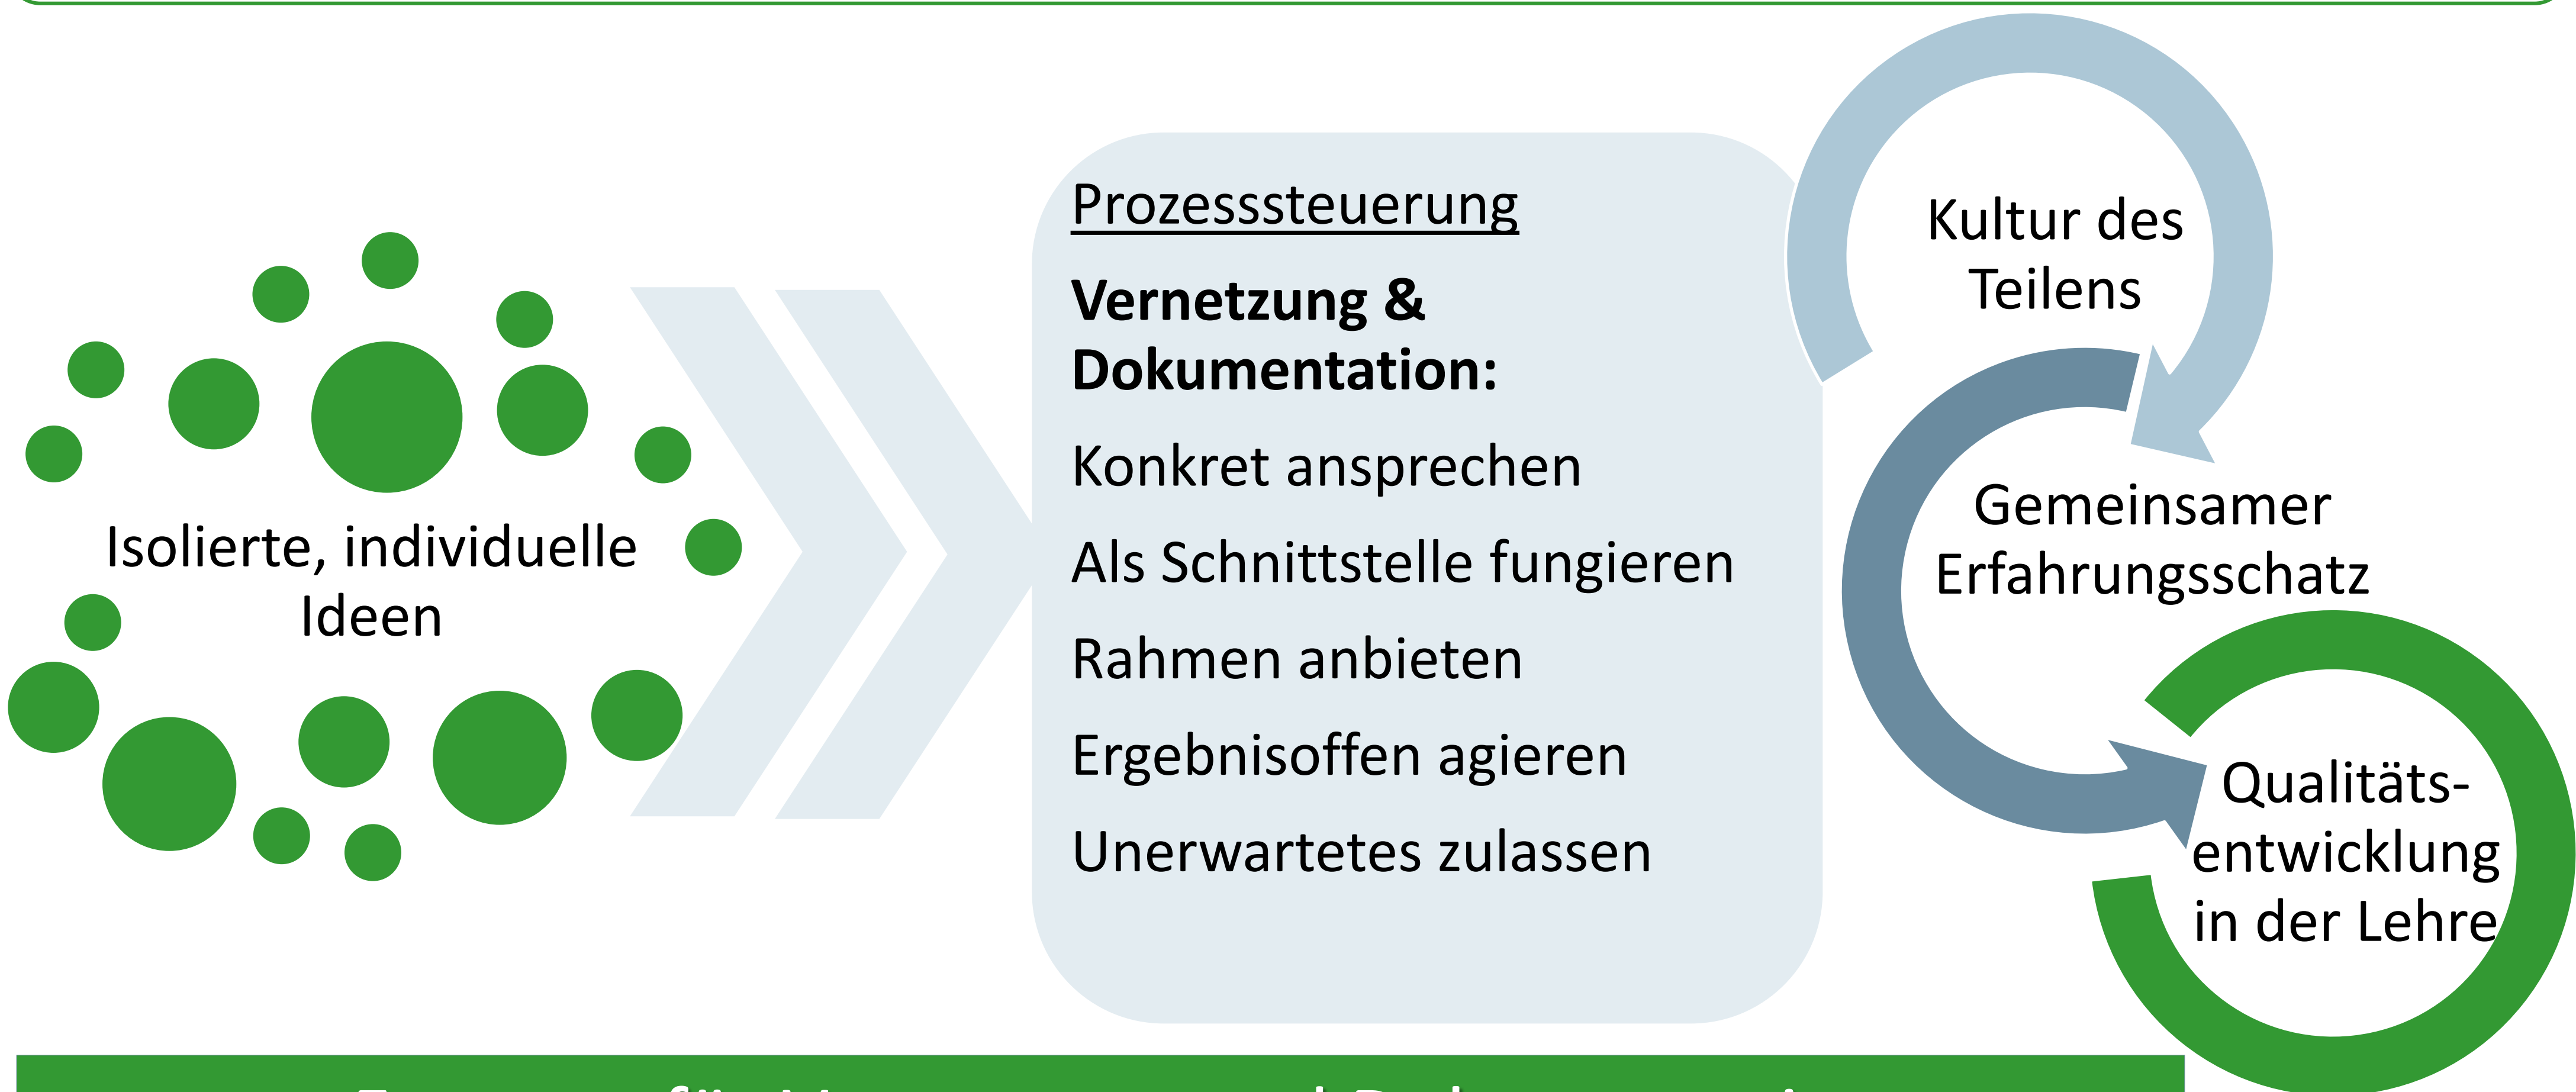 Isolierte, individuelle
Ideen
Prozesssteuerung
Vernetzung &
Dokumentation:
Konkret ansprechen
Als Schnittstelle fungieren
Rahmen anbieten
Ergebnisoffen agieren
Unerwartetes zulassen
Kultur des
Teilens
Gemeinsamer
Erfahrungsschatz
Qualitäts-
entwicklung
in der Lehre